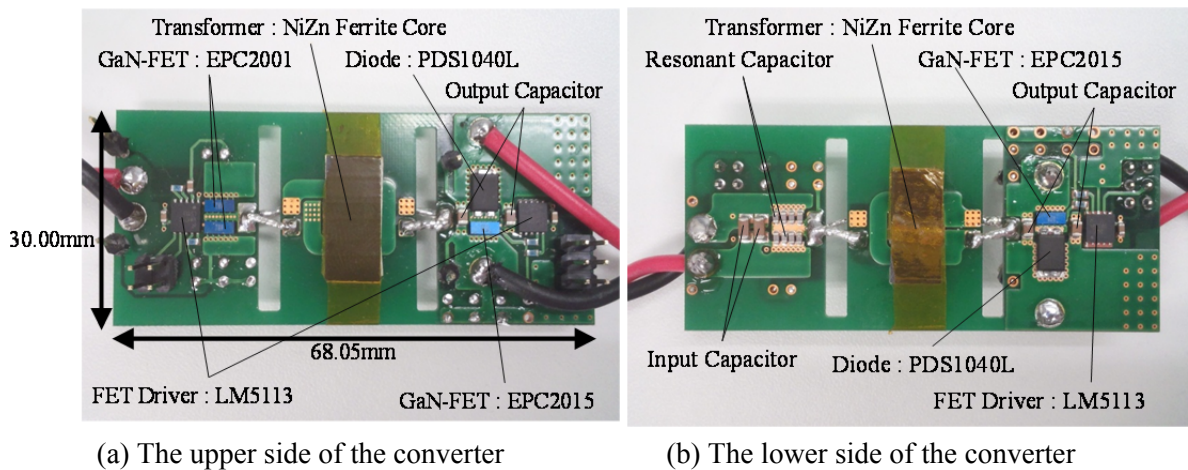 Transformer : NiZn Ferrite Core
GaN-FET : EPC2001
Diode : PDS1040L
Output Capacitor
30.00mm
68.05mm
FET Driver : LM5113
GaN-FET : EPC2015
(a) The upper side of the converter
Transformer : NiZn Ferrite Core
Resonant Capacitor
GaN-FET : EPC2015
Output Capacitor
Input Capacitor
Diode : PDS1040L
FET Driver : LM5113
(b) The lower side of the converter